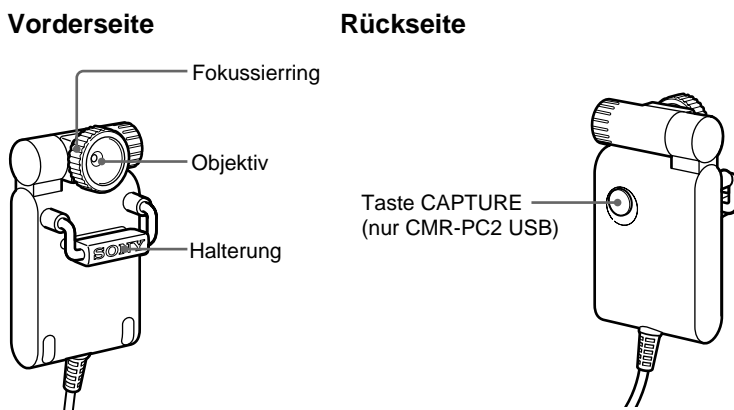 Vorderseite
Rückseite
Fokussierring
Objektiv
Halterung
SONY
Taste CAPTURE
(nur CMR-PC2 USB)